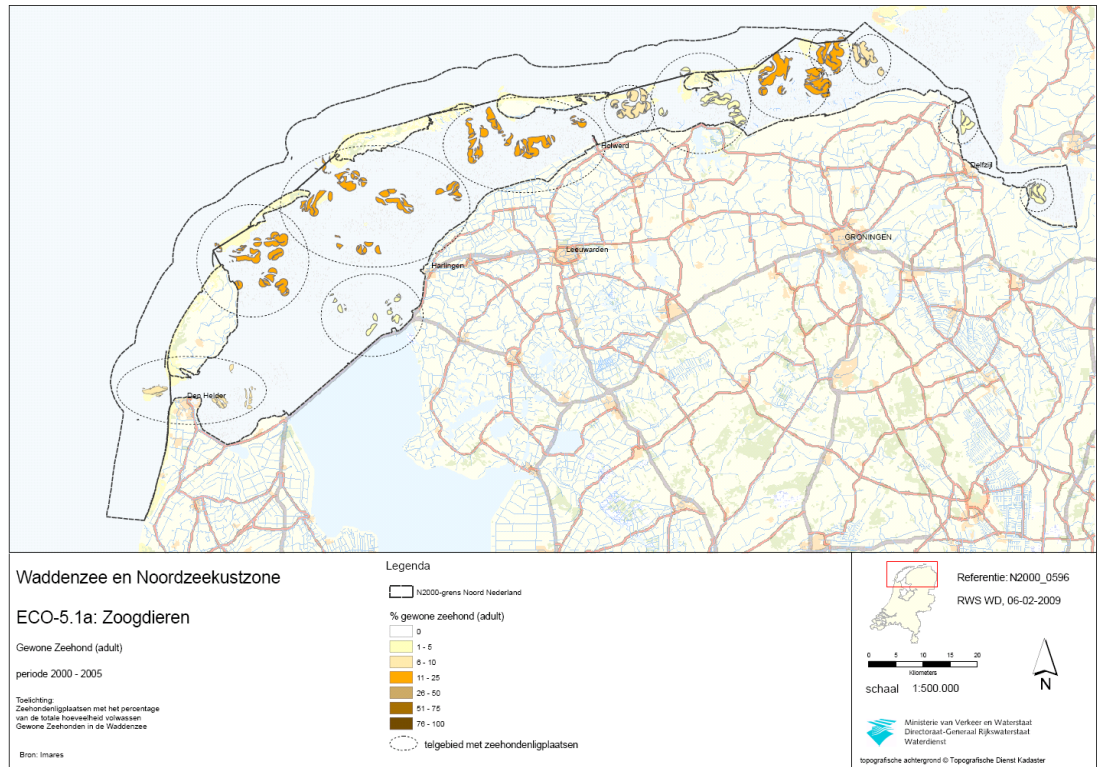 Holwerd
Delfzijl
GRONINGEN
Leeuwarden
Harlingen
Den Helder
Waddenzee en Noordzeekustzone
ECO-5.1a: Zoogdieren
Gewone Zeehond (adult)
periode 2000 - 2005
Toelichting:
Zeehondenligplaatsen met het percentage
van de totale hoeveelheid volwassen
Gewone Zeehonden in de Waddenzee
Bron: Imares
Legenda
N2000-grens Noord Nederland
% gewone zeehond (adult)
0
1 - 5
6 - 10
11 - 25
26 - 50
51 - 75
76 - 100
telgebied met zeehondenligplaatsen
Referentie: N2000_0596
RWS WD, 06-02-2009
0 5 10 15 20
Kilometers
schaal 1:500.000
N
Ministerie van Verkeer en Waterstaat
Directoraat-Generaal Rijkswaterstaat
Waterdienst
topografische achtergrond © Topografische Dienst Kadaster